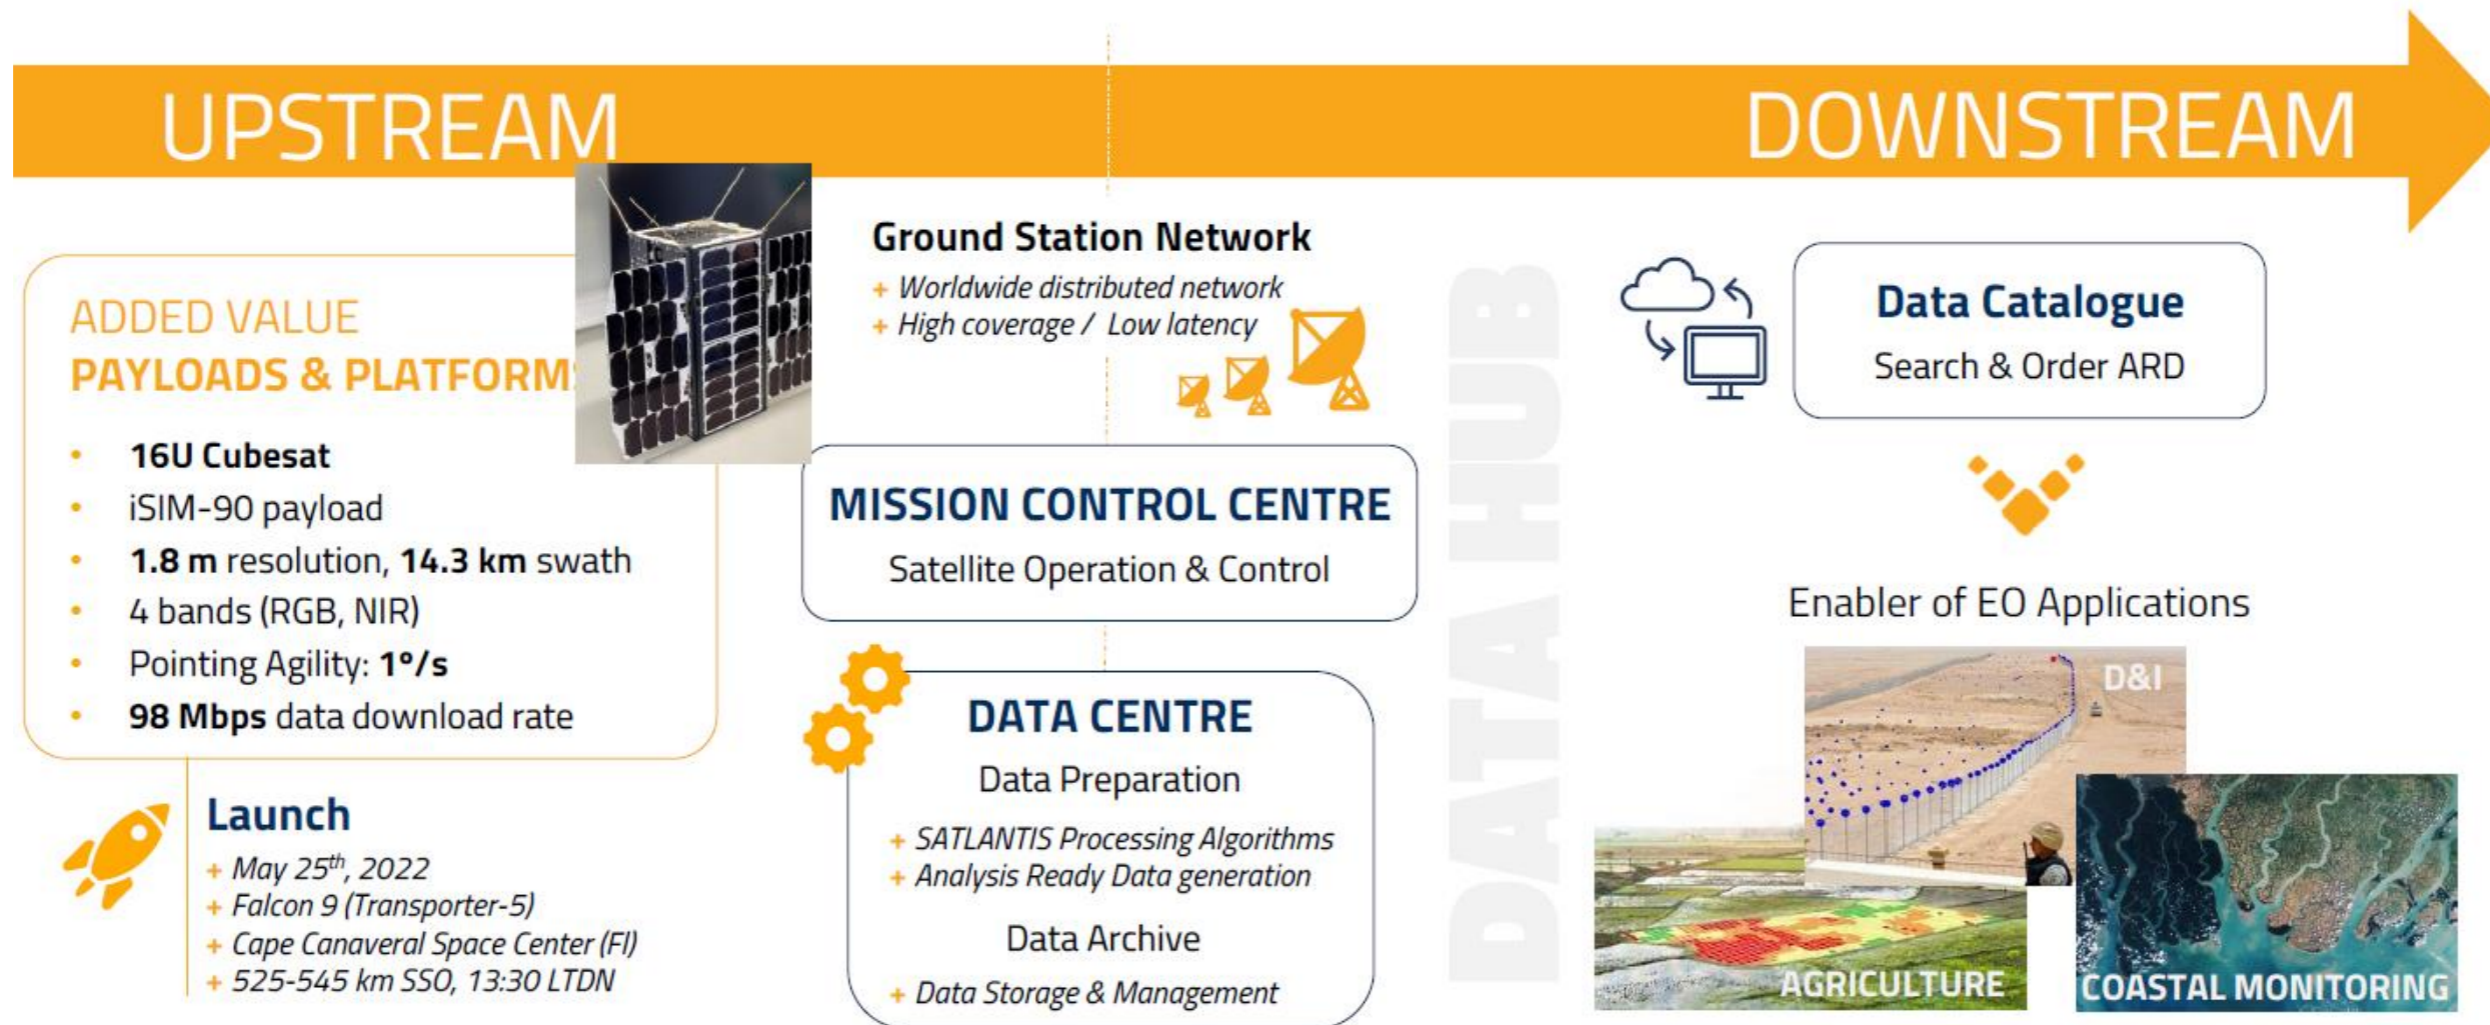 UPSTREAM
DOWNSTREAM
ADDED VALUE
PAYLOADS & PLATFORMS
• 16U Cubesat
• iSIM-90 payload
• 1.8 m resolution, 14.3 km swath
• 4 bands (RGB, NIR)
• Pointing Agility: 1º/s
• 98 Mbps data download rate
Launch
+ May 25th, 2022
+ Falcon 9 (Transporter-5)
+ Cape Canaveral Space Center (Fl)
+ 525-545 km SSO, 13:30 LTDN
Ground Station Network
+ Worldwide distributed network
+ High coverage / Low latency
MISSION CONTROL CENTRE
Satellite Operation & Control
DATA CENTRE
Data Preparation
+ SATLANTIS Processing Algorithms
+ Analysis Ready Data generation
Data Archive
+ Data Storage & Management
DATA HUB
Data Catalogue
Search & Order ARD
Enabler of EO Applications
D&I
AGRICULTURE
COASTAL MONITORING